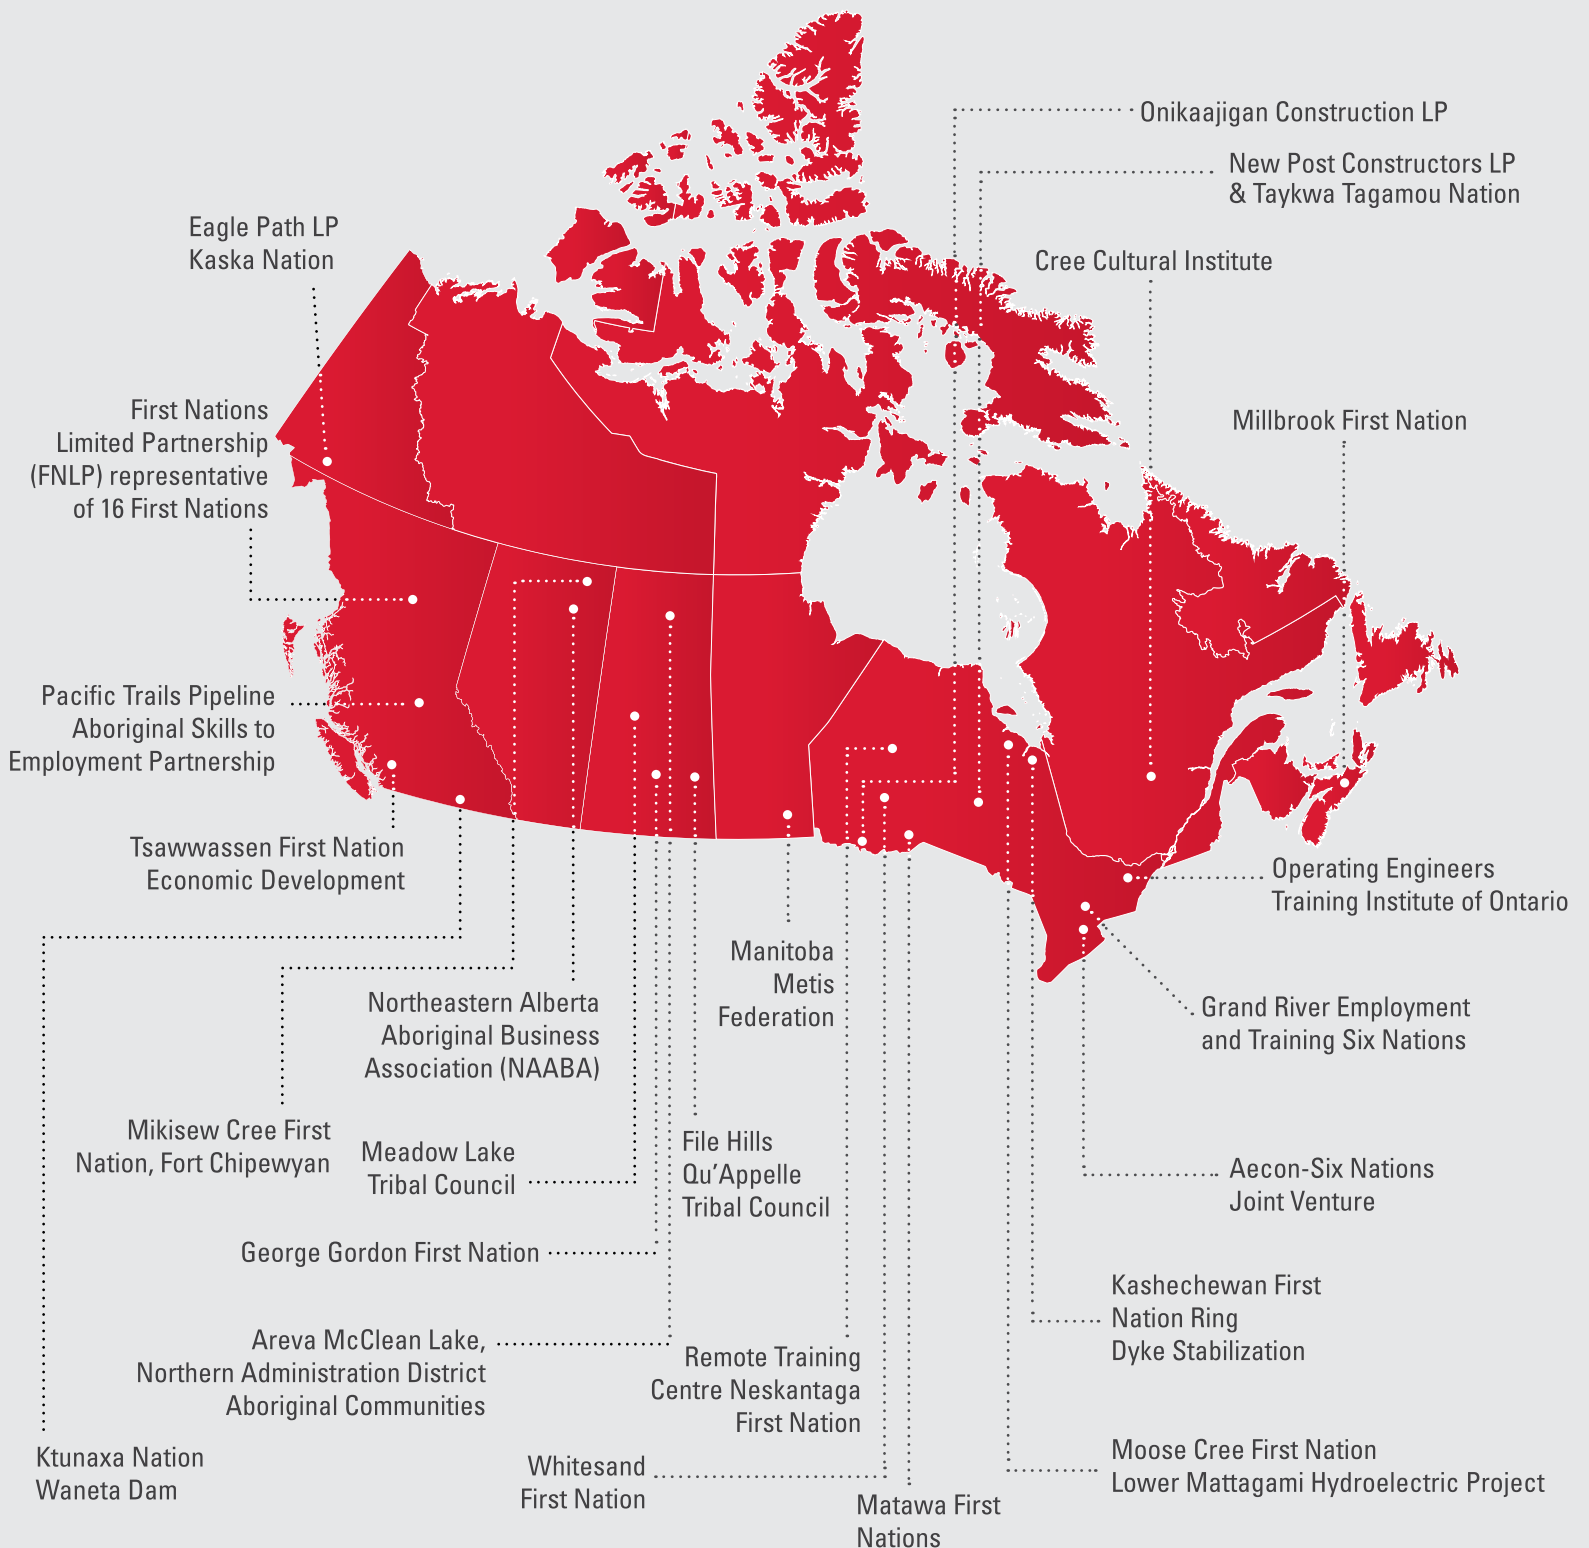 Onikaajigan Construction LP
New Post Constructors LP
& Taykwa Tagamou Nation
Eagle Path LP
Kaska Nation
Cree Cultural Institute
First Nations
Limited Partnership
(FNLP) representative
of 16 First Nations
Millbrook First Nation
Pacific Trails Pipeline
Aboriginal Skills to
Employment Partnership
Tsawwassen First Nation
Economic Development
Operating Engineers
Training Institute of Ontario
Manitoba
Metis
Federation
Northeastern Alberta
Aboriginal Business
Association (NAABA)
Grand River Employment
and Training Six Nations
Mikisew Cree First
Nation, Fort Chipewyan
Meadow Lake
Tribal Council
File Hills
Qu’Appelle
Tribal Council
Aecon-Six Nations
Joint Venture
George Gordon First Nation
Kashechewan First
Nation Ring
Dyke Stabilization
Areva McClean Lake,
Northern Administration District
Aboriginal Communities
Remote Training
Centre Neskantaga
First Nation
Ktunaxa Nation
Waneta Dam
Whitesand
First Nation
Moose Cree First Nation
Lower Mattagami Hydroelectric Project
Matawa First
Nations